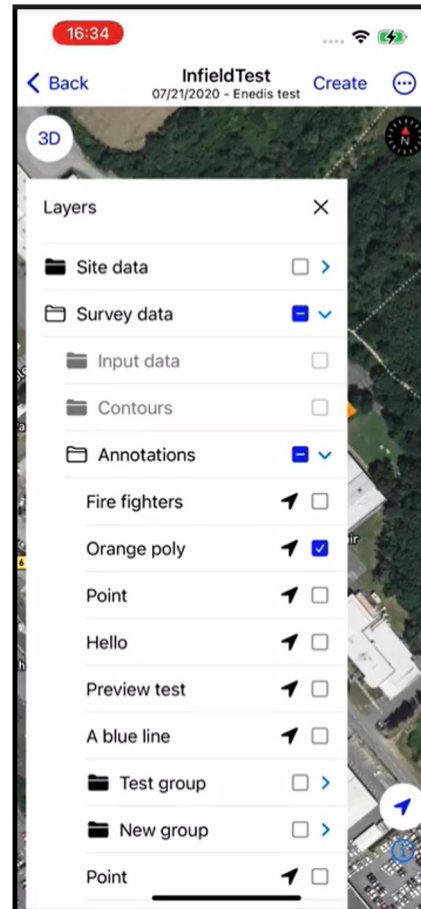 16:34
Back
InfieldTest
07/21/2020 - Enedis test
Create
3D
N
Layers
Site data
Survey data
Input data
Contours
Annotations
Fire fighters
Orange poly
Point
Hello
Preview test
A blue line
Test group
New group
Point
6